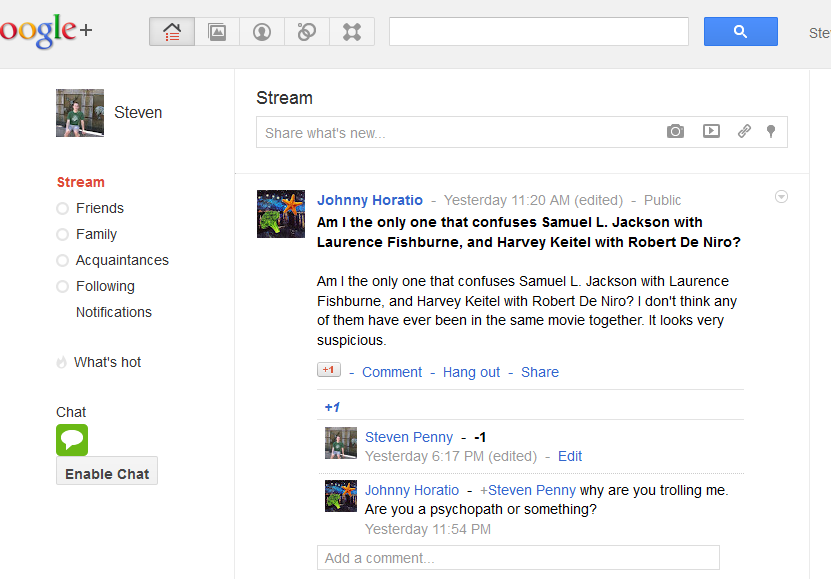 oogle+
Stev
Steven
Stream
Share what's new...
Stream
Friends
Family
Acquaintances
Following
Notifications
What's hot
Chat
Enable Chat
Johnny Horatio - Yesterday 11:20 AM (edited) - Public
Am I the only one that confuses Samuel L. Jackson with
Laurence Fishburne, and Harvey Keitel with Robert De Niro?
Am I the only one that confuses Samuel L. Jackson with Laurence
Fishburne, and Harvey Keitel with Robert De Niro? I don't think any
of them have ever been in the same movie together. It looks very
suspicious.
+1 - Comment - Hang out - Share
+1
Steven Penny - -1
Yesterday 6:17 PM (edited) - Edit
Johnny Horatio - +Steven Penny why are you trolling me.
Are you a psychopath or something?
Yesterday 11:54 PM
Add a comment...